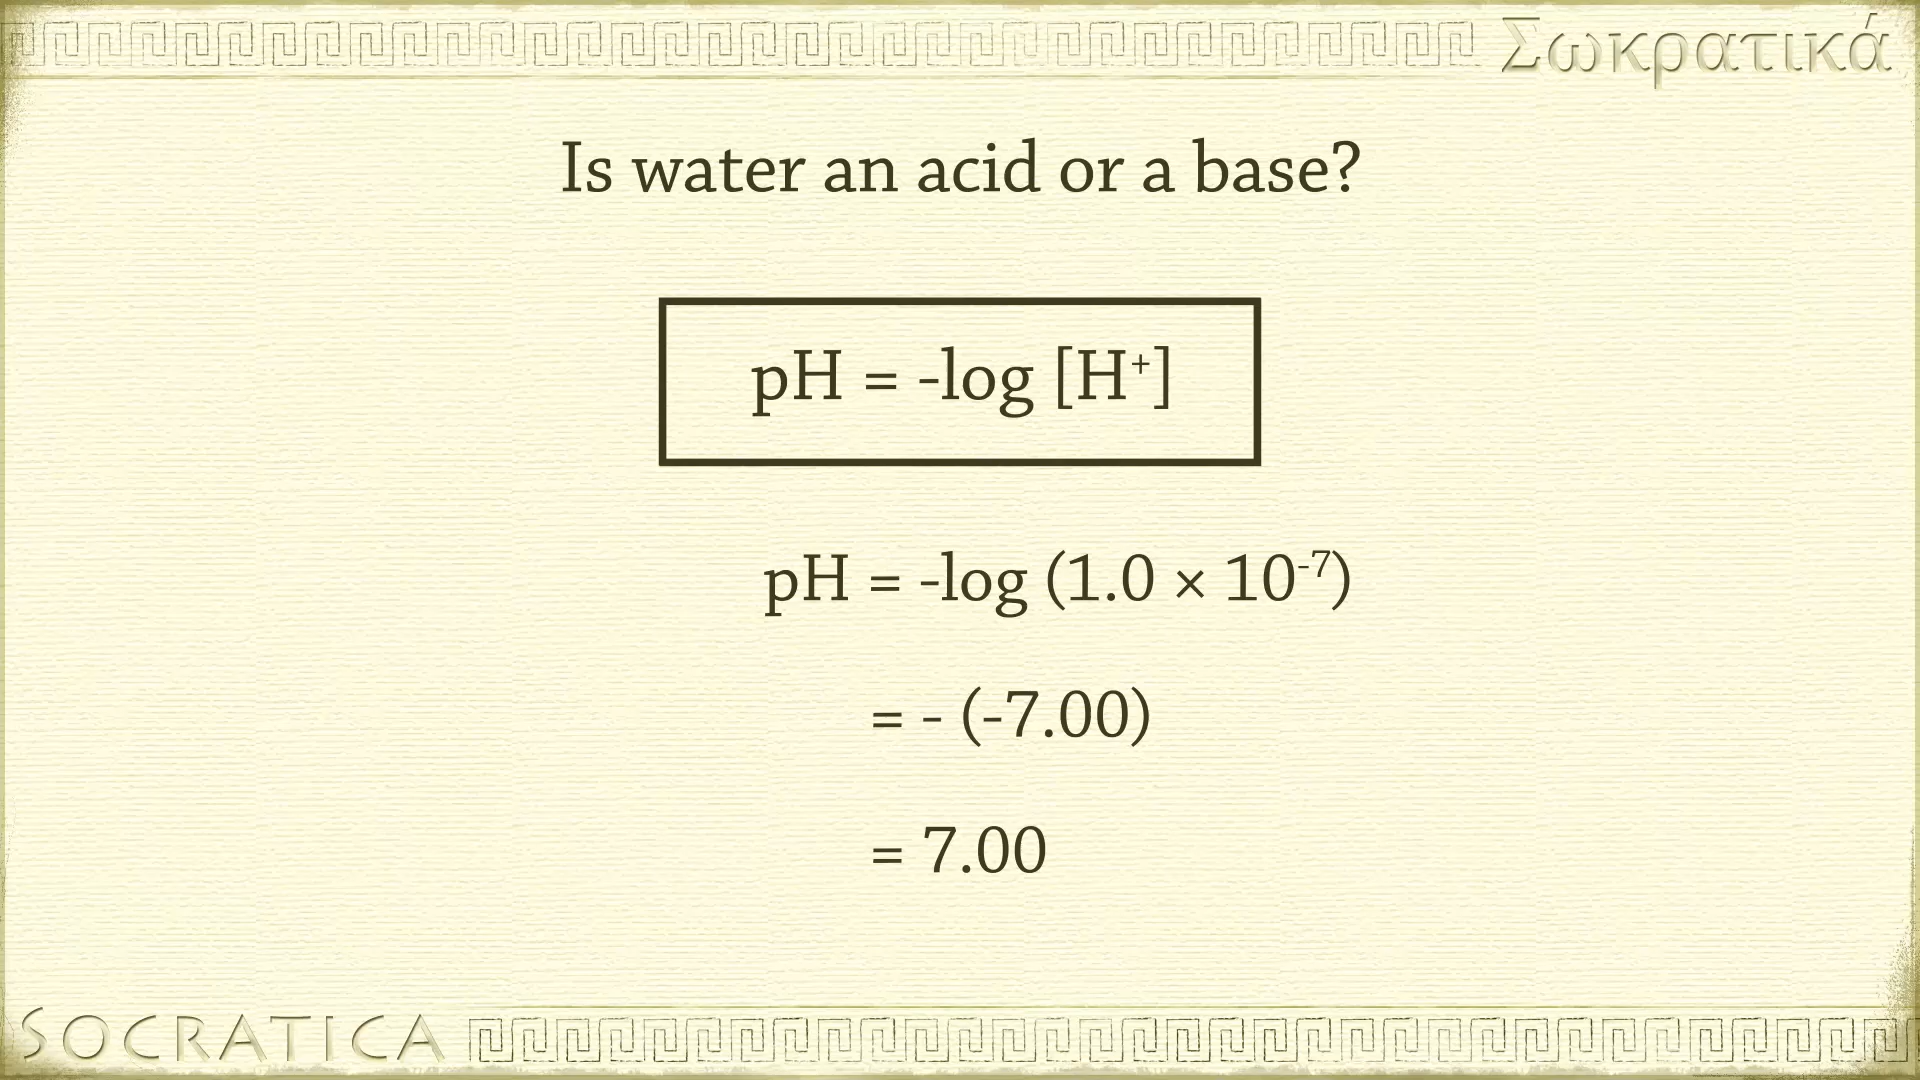 Σωκρατικά
Is water an acid or a base?
pH = -log [H⁺]
pH = -log (1.0 × 10⁻⁷)
= - (-7.00)
= 7.00
SOCRATICA